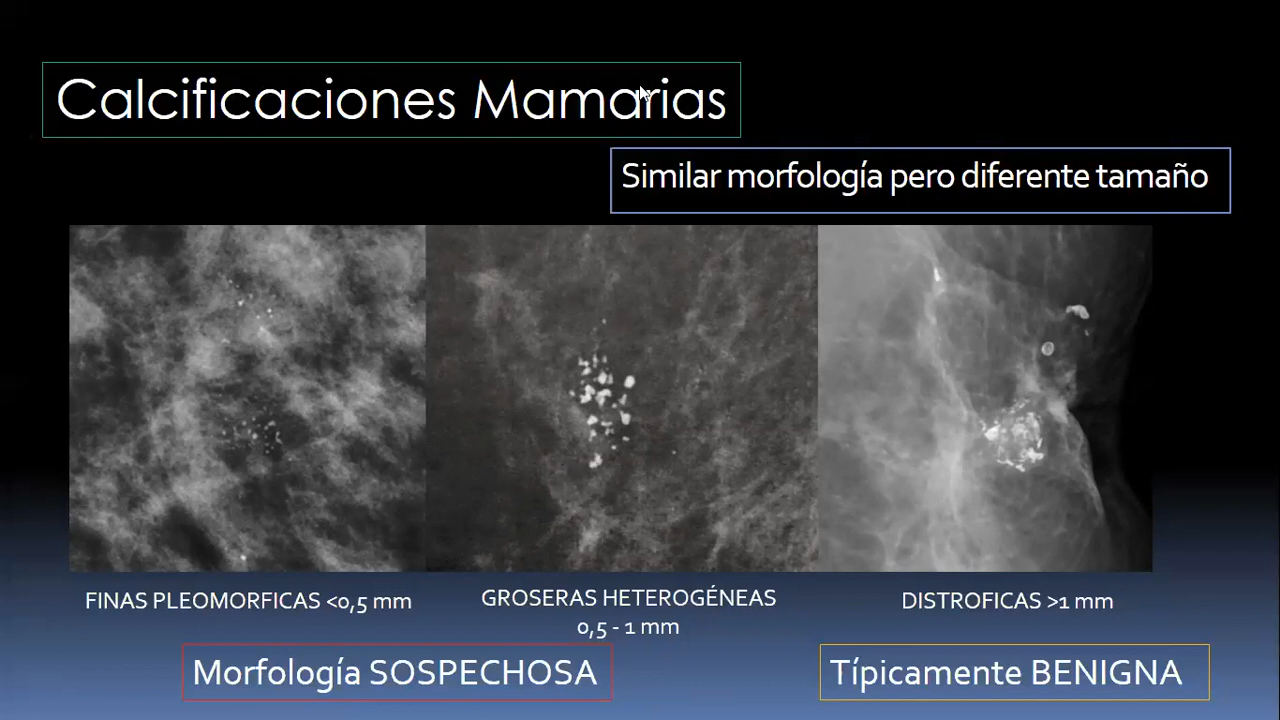 Calcificaciones Mamarias
Similar morfología pero diferente tamaño
FINAS PLEOMORFICAS <0,5 mm
GROSERAS HETEROGÉNEAS
0,5 - 1 mm
DISTROFICAS >1 mm
Morfología SOSPECHOSA
Típicamente BENIGNA